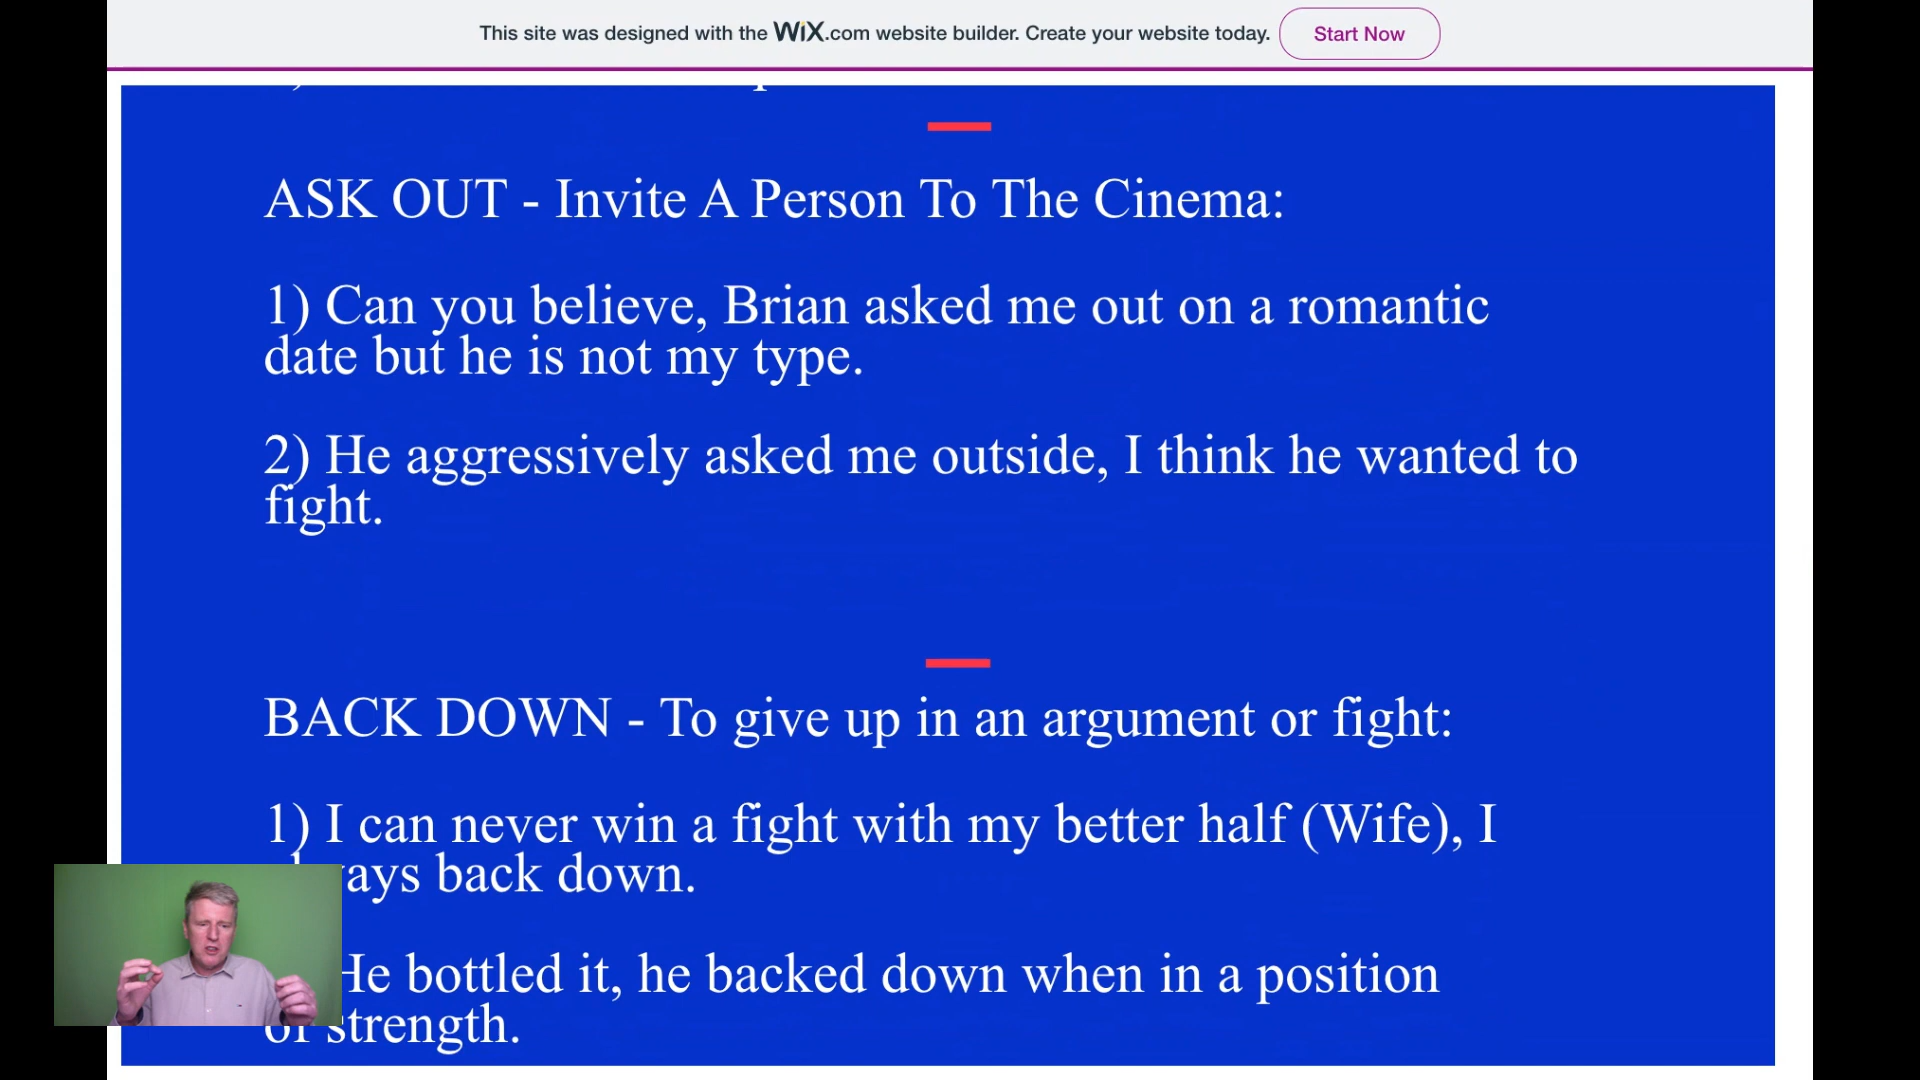 This site was designed with the WiX.com website builder. Create your website today. Start Now
ASK OUT - Invite A Person To The Cinema:
1) Can you believe, Brian asked me out on a romantic
date but he is not my type.
2) He aggressively asked me outside, I think he wanted to
fight.
BACK DOWN - To give up in an argument or fight:
1) I can never win a fight with my better half (Wife), I
always back down.
He bottled it, he backed down when in a position
of strength.